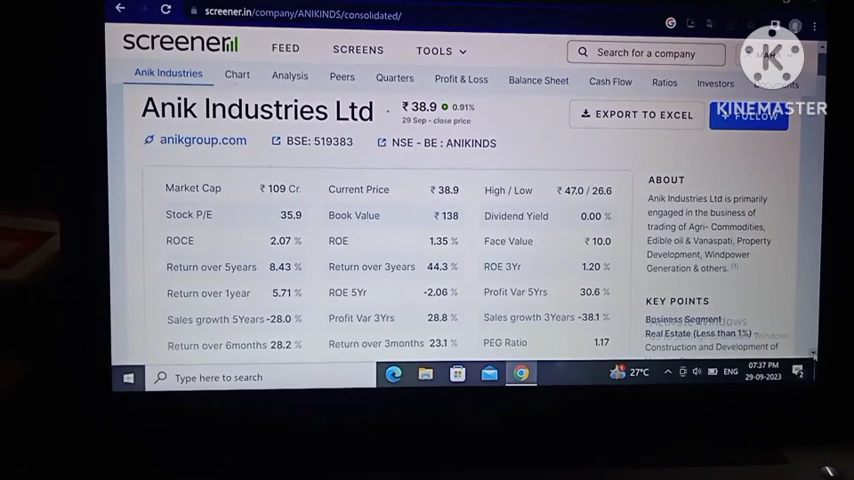 screener.in/company/ANIKINDS/consolidated/
screener
FEED
SCREENS
TOOLS
Search for a company
KINEMASTER
Anik Industries
Chart
Analysis
Peers
Quarters
Profit & Loss
Balance Sheet
Cash Flow
Ratios
Investors
Documents
Anik Industries Ltd
₹ 38.9 0.91%
29 Sep - close price
EXPORT TO EXCEL
+ FOLLOW
anikgroup.com
BSE: 519383
NSE - BE : ANIKINDS
Market Cap ₹ 109 Cr. Current Price ₹ 38.9 High / Low ₹ 47.0 / 26.6
Stock P/E 35.9 Book Value ₹ 138 Dividend Yield 0.00 %
ROCE 2.07 % ROE 1.35 % Face Value ₹ 10.0
Return over 5years 8.43 % Return over 3years 44.3 % ROE 3Yr 1.20 %
Return over 1year 5.71 % ROE 5Yr -2.06 % Profit Var 5Yrs 30.6 %
Sales growth 5Years -28.0 % Profit Var 3Yrs 28.8 % Sales growth 3Years -38.1 %
Return over 6months 28.2 % Return over 3months 23.1 % PEG Ratio 1.17
ABOUT
Anik Industries Ltd is primarily
engaged in the business of
trading of Agri- Commodities,
Edible oil & Vanaspati, Property
Development, Windpower
Generation & others. (1)
KEY POINTS
Business Segment
Real Estate (Less than 1%)
Construction and Development of
Type here to search
27°C
ENG
07:37 PM
29-09-2023